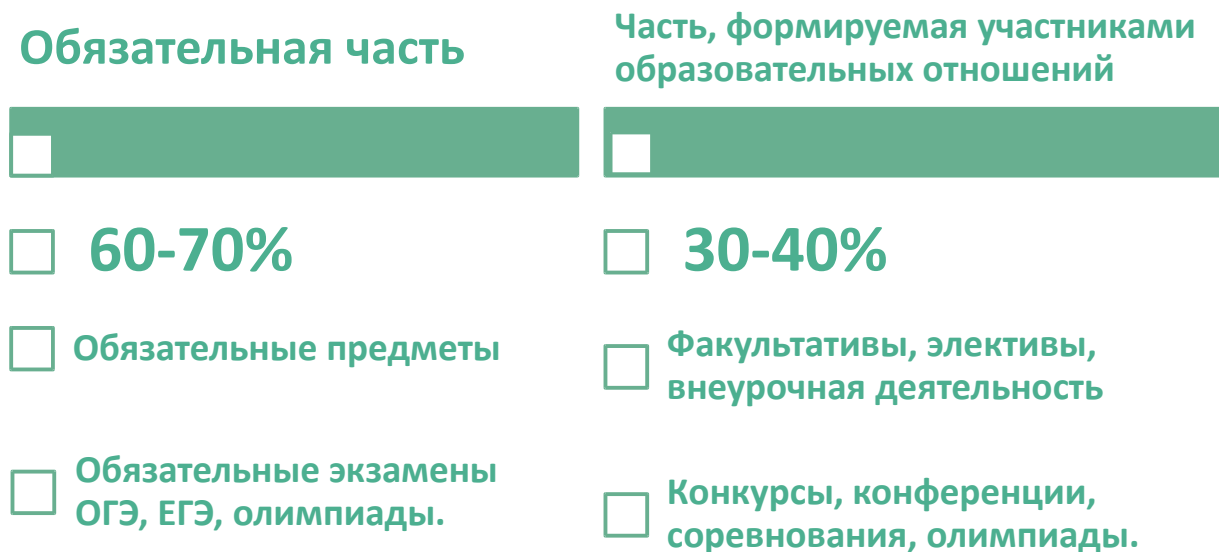 Обязательная часть
60-70%
Обязательные предметы
Обязательные экзамены
ОГЭ, ЕГЭ, олимпиады.
Часть, формируемая участниками
образовательных отношений
30-40%
Факультативы, элективы,
внеурочная деятельность
Конкурсы, конференции,
соревнования, олимпиады.